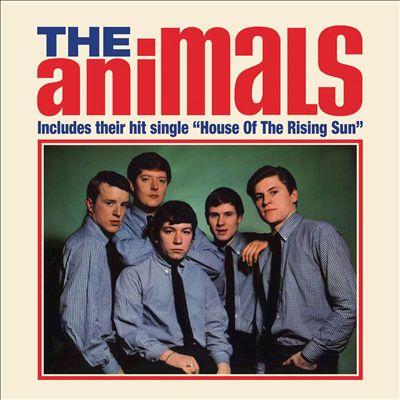 THE
animals
Includes their hit single “House Of The Rising Sun”